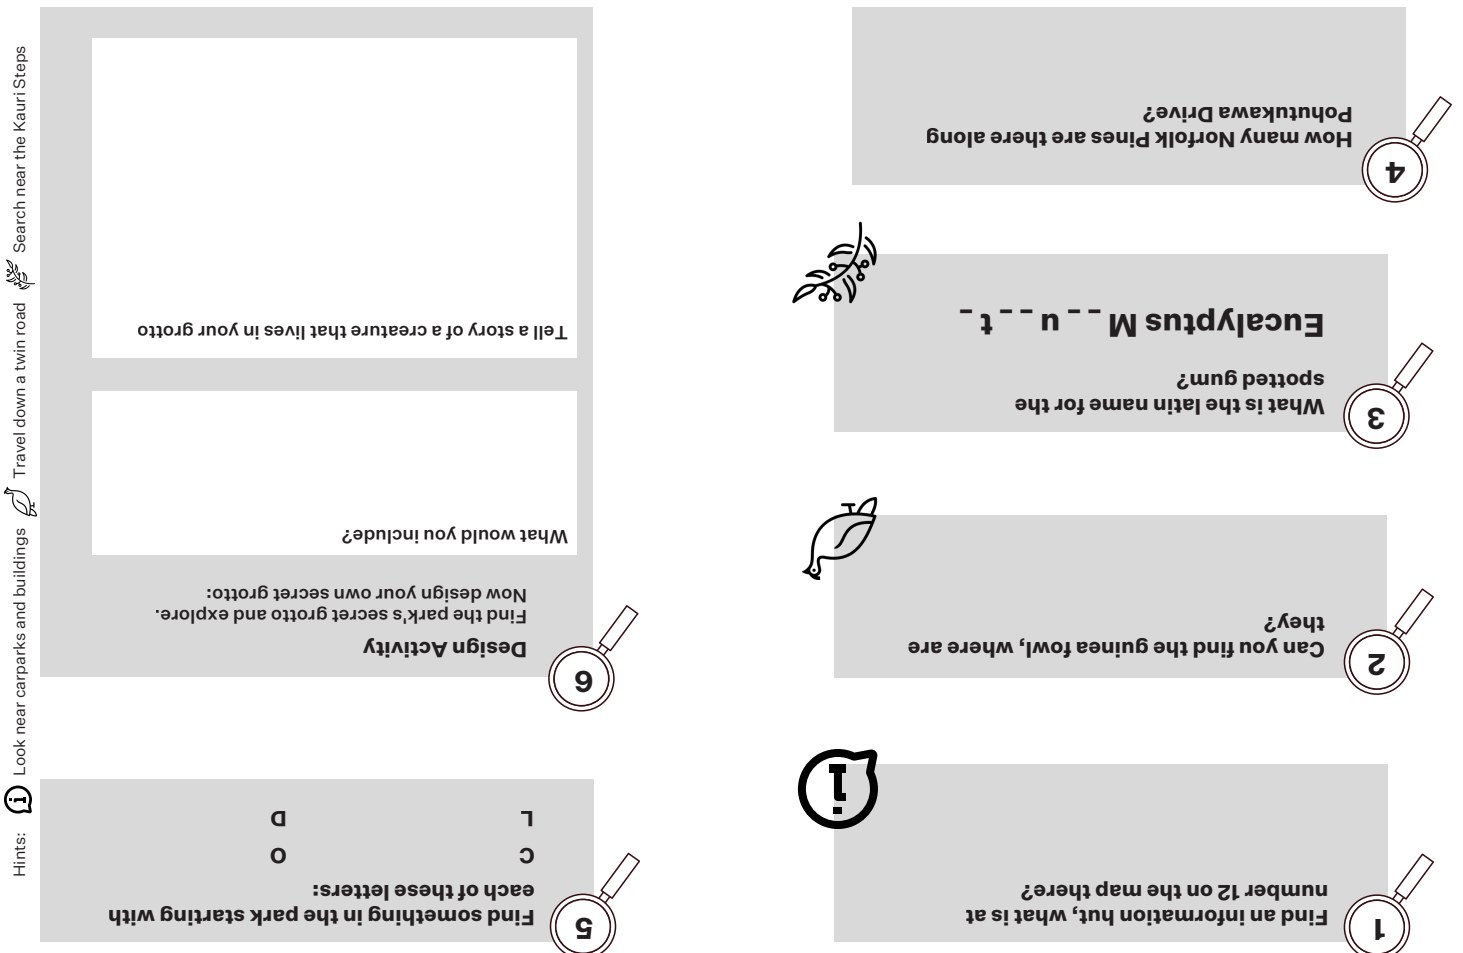 1
Find an information hut, what is at
number 12 on the map there?
i
2
Can you find the guinea fowl, where are
they?
3
What is the latin name for the
spotted gum?
Eucalyptus M _ _ u _ _ t _
4
How many Norfolk Pines are there along
Pohutukawa Drive?
5
Find something in the park starting with
each of these letters:
C O
L D
6
Design Activity
Find the park's secret grotto and explore.
Now design your own secret grotto:
What would you include?
Tell a story of a creature that lives in your grotto
Hints: i Look near carparks and buildings Travel down a twin road Search near the Kauri Steps